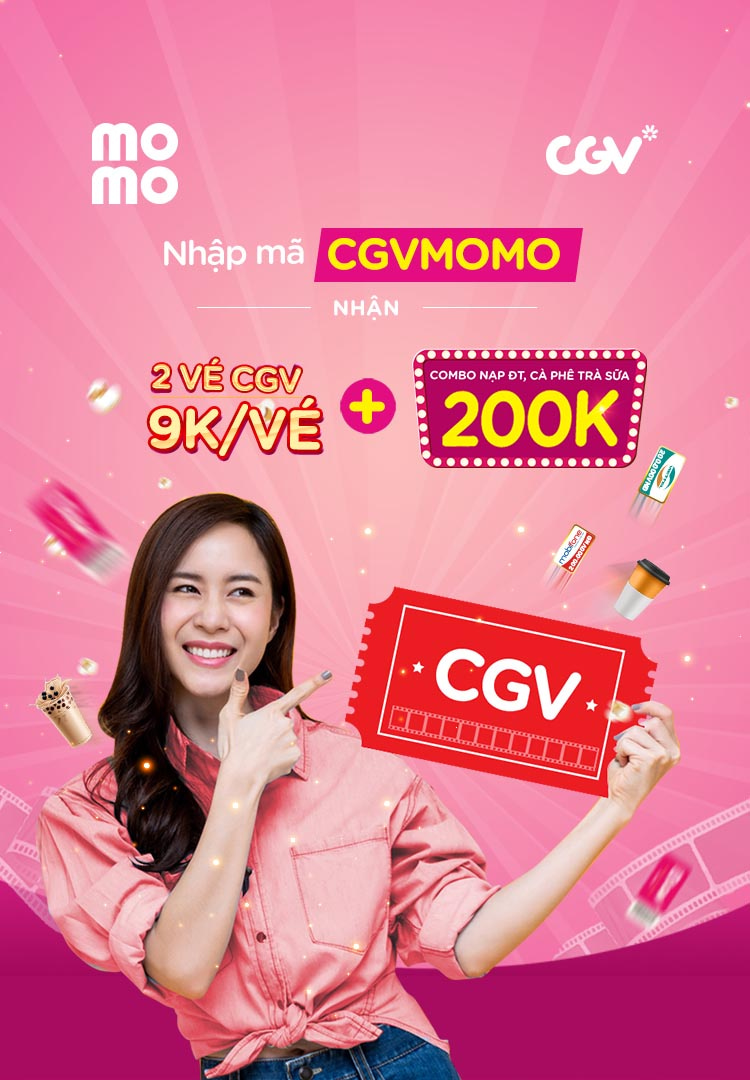 mo
mo
CGV*
Nhập mã CGVMOMO
NHẬN
2 VÉ CGV
9K/VÉ
+
COMBO NẠP ĐT, CÀ PHÊ TRÀ SỮA
200K
mobifone
CGV